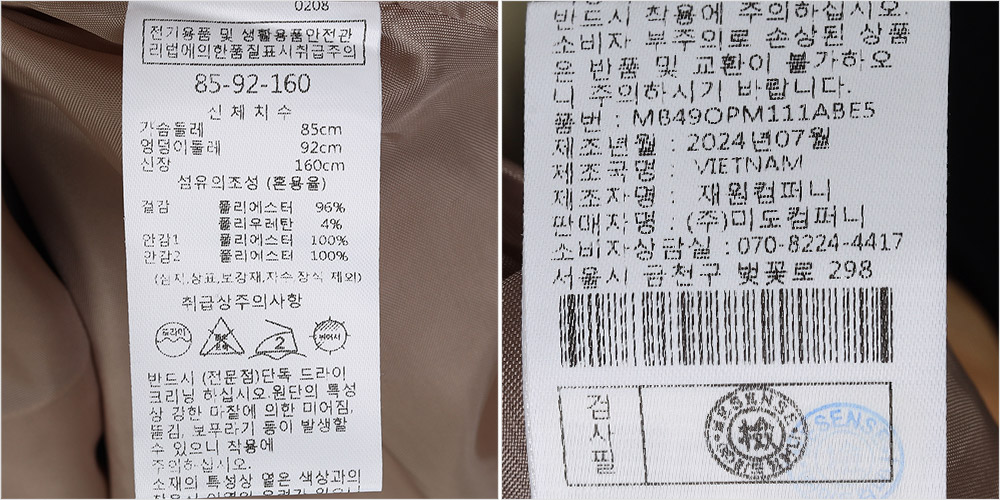 0208
전기용품 및 생활용품안전관
리법에의한품질표시취급주의
85-92-160
신 체 치 수
가슴둘레 85cm
엉덩이둘레 92cm
신장 160cm
섬유의조성 (혼용율)
겉감 폴리에스터 96%
폴리우레탄 4%
안감1 폴리에스터 100%
안감2 폴리에스터 100%
(심지,상표,보강재,자수,장식 제외)
취급상주의사항
드라이
2
반드시 (전문점)단독 드라이
크리닝 하십시오.원단의 특성
상 강한 마찰에 의한 미어짐,
뜯김, 보푸라기 등이 발생할
수 있으니 착용에
주의하십시오.
소재의 특성상 옅은 색상과의
반드시 착용에 주의하십시오.
소비자 부주의로 손상된 상품
은 반품 및 교환이 불가하오
니 주의하시기 바랍니다.
품번 : MB49OPM111ABE5
제조년월 : 2024년07월
제조국명 : VIETNAM
제조자명 : 재원컴퍼니
판매자명 : (주)미도컴퍼니
소비자상담실 : 070-8224-4417
서울시 금천구 벚꽃로 298
검사필
檢
SENS